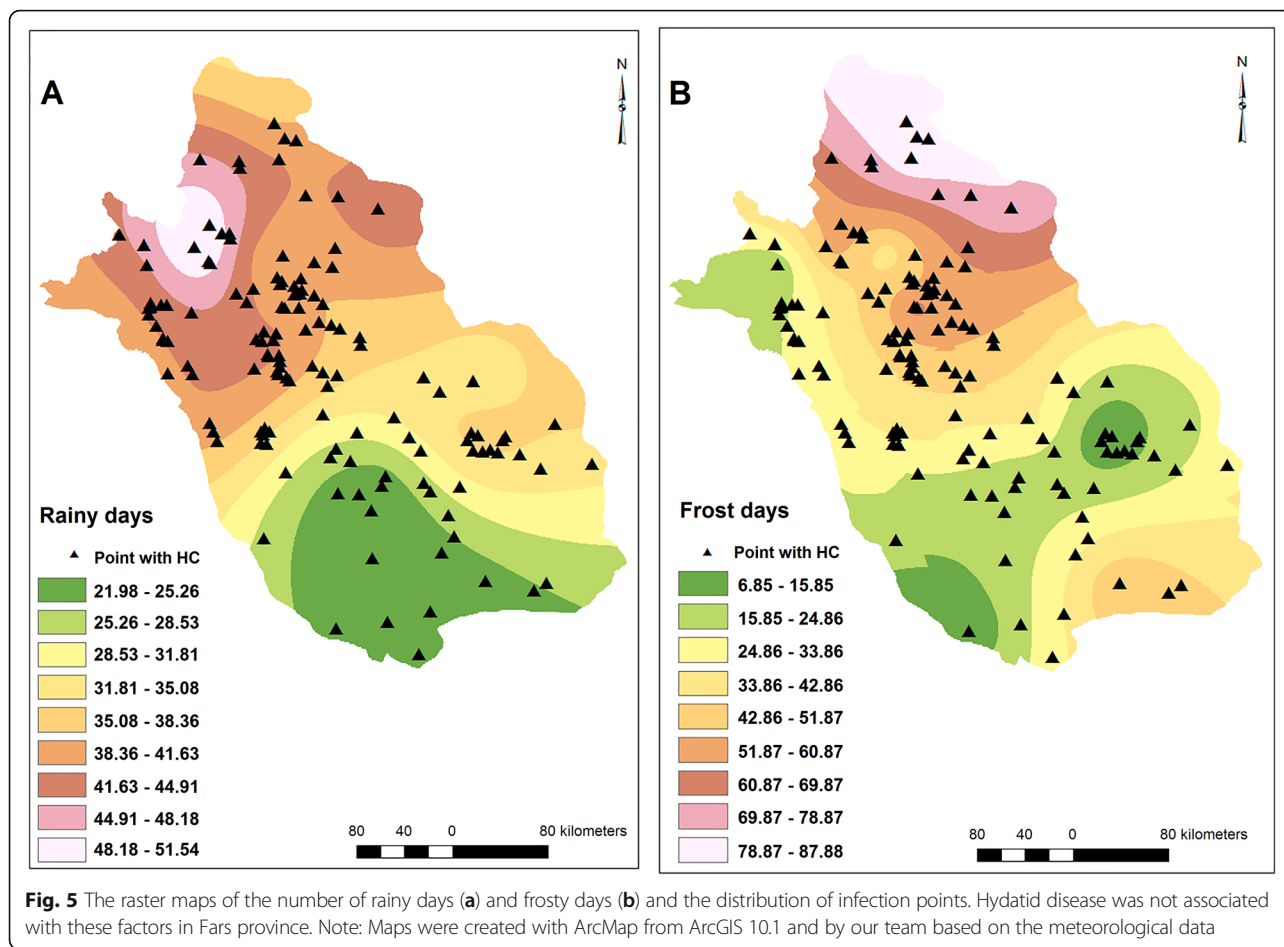 A
N
Rainy days
Point with HC
21.98 - 25.26
25.26 - 28.53
28.53 - 31.81
31.81 - 35.08
35.08 - 38.36
38.36 - 41.63
41.63 - 44.91
44.91 - 48.18
48.18 - 51.54
80 40 0 80 kilometers
B
N
Frost days
Point with HC
6.85 - 15.85
15.85 - 24.86
24.86 - 33.86
33.86 - 42.86
42.86 - 51.87
51.87 - 60.87
60.87 - 69.87
69.87 - 78.87
78.87 - 87.88
80 40 0 80 kilometers
Fig. 5 The raster maps of the number of rainy days (a) and frosty days (b) and the distribution of infection points. Hydatid disease was not associated
with these factors in Fars province. Note: Maps were created with ArcMap from ArcGIS 10.1 and by our team based on the meteorological data